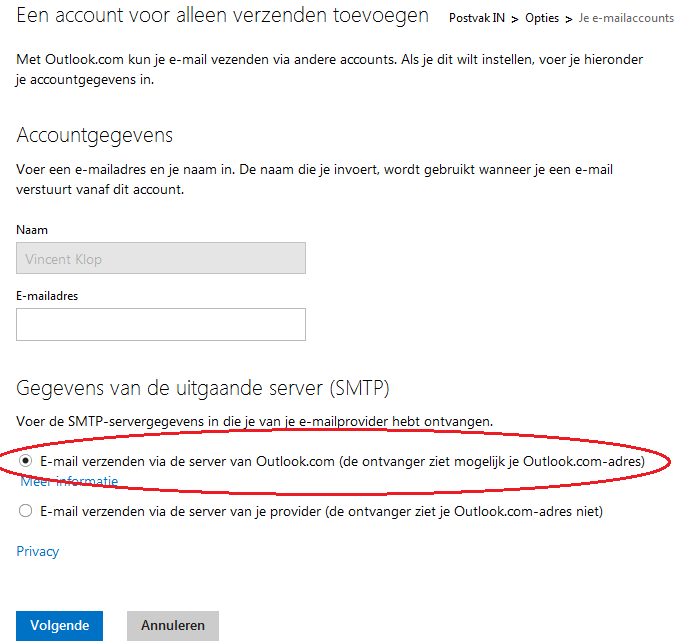 Een account voor alleen verzenden toevoegen Postvak IN > Opties > Je e-mailaccounts
Met Outlook.com kun je e-mail vezenden via andere accounts. Als je dit wilt instellen, voer je hieronder
je accountgegevens in.
Accountgegevens
Voer een e-mailadres en je naam in. De naam die je invoert, wordt gebruikt wanneer je een e-mail
verstuurt vanaf dit account.
Naam
Vincent Klop
E-mailadres
Gegevens van de uitgaande server (SMTP)
Voer de SMTP-servergegevens in die je van je e-mailprovider hebt ontvangen.
E-mail verzenden via de server van Outlook.com (de ontvanger ziet mogelijk je Outlook.com-adres)
Meer informatie
E-mail verzenden via de server van je provider (de ontvanger ziet je Outlook.com-adres niet)
Privacy
Volgende Annuleren